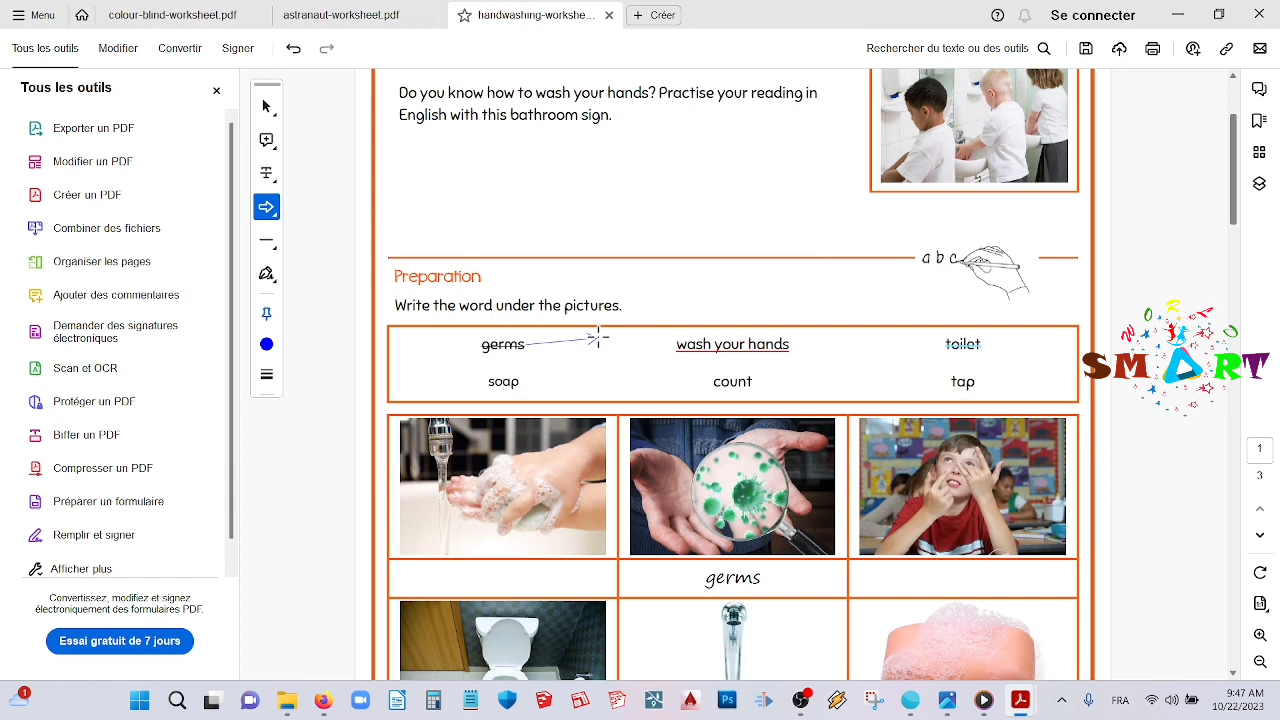 Menu
colour-blind-worksheet.pdf
astranaut-worksheet.pdf
handwashing-workshe...
Créer
Se connecter
Tous les outils
Modifier
Convertir
Signer
Rechercher du texte ou des outils
Tous les outils
Exporter un PDF
Modifier un PDF
Créer un PDF
Combiner des fichiers
Organiser les pages
Ajouter des commentaires
Demander des signatures
électroniques
Scan et OCR
Protéger un PDF
Biffer un PDF
Compresser un PDF
Préparer un formulaire
Remplir et signer
Afficher plus
Convertissez, modifiez et signez
électroniquement des formulaires PDF.
Essai gratuit de 7 jours
Do you know how to wash your hands? Practise your reading in
English with this bathroom sign.
a b c
Preparation
Write the word under the pictures.
germs wash your hands toilet
soap count tap
germs
SMART
1
3
1
FRA.
9:47 AM
10/22/2023